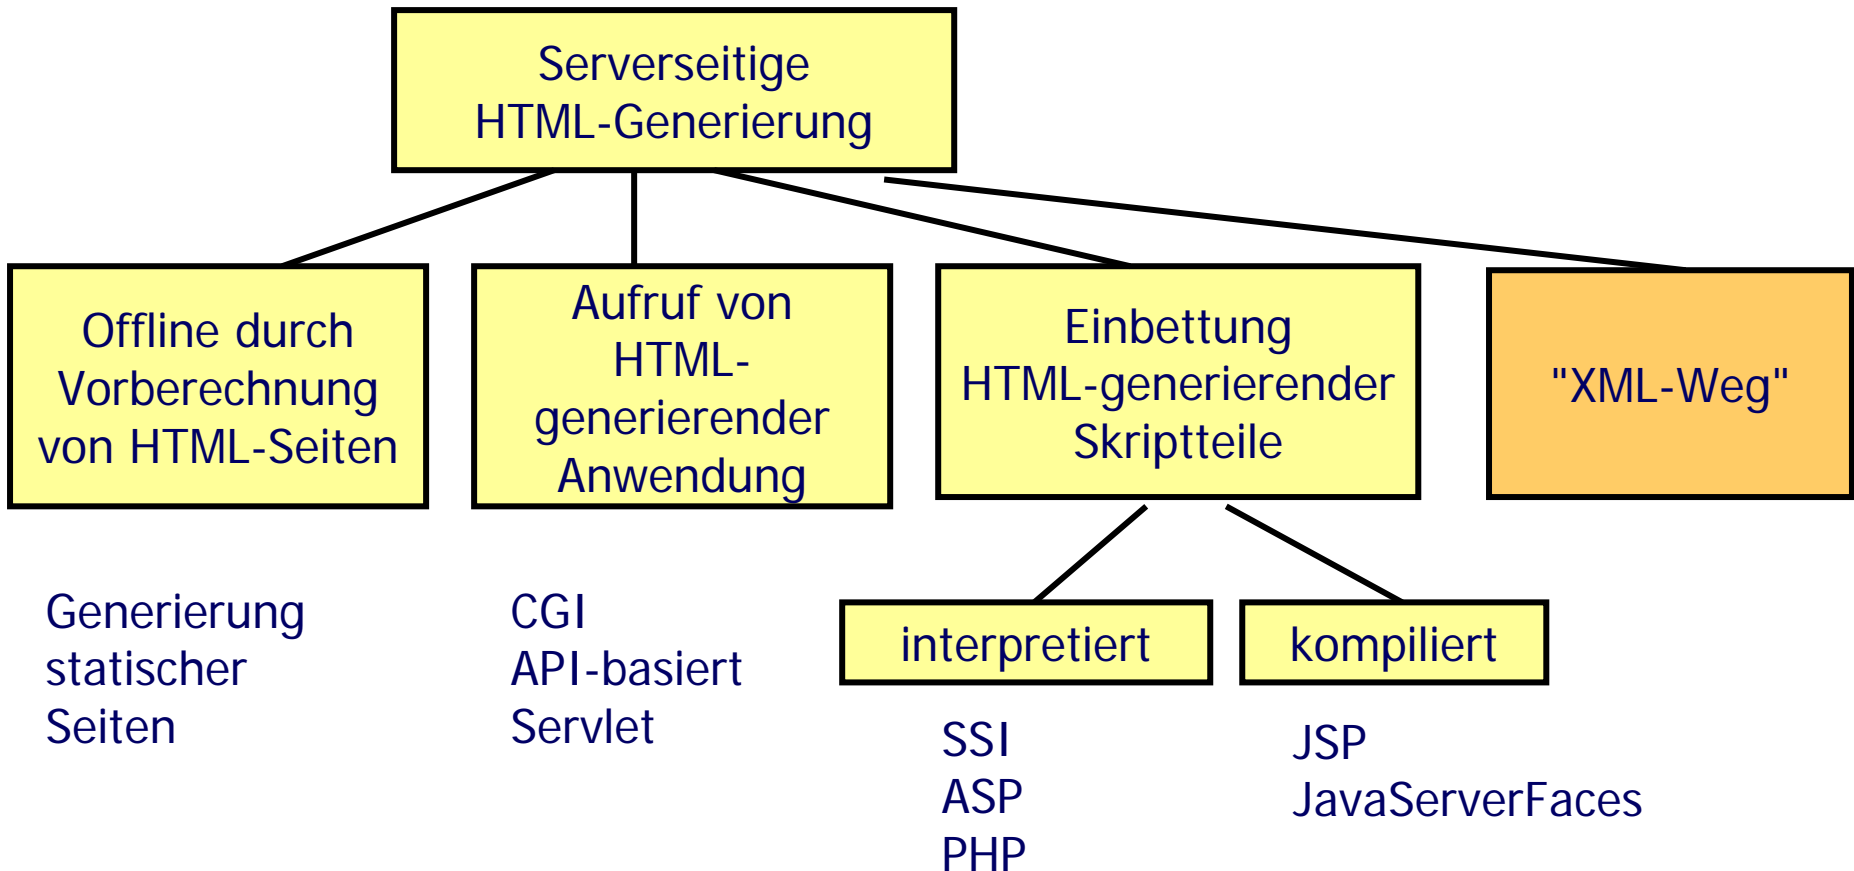 Serverseitige
HTML-Generierung
Offline durch
Vorberechnung
von HTML-Seiten
Aufruf von
HTML-
generierender
Anwendung
Einbettung
HTML-generierender
Skriptteile
"XML-Weg"
Generierung
statischer
Seiten
CGI
API-basiert
Servlet
interpretiert
kompiliert
SSI
ASP
PHP
JSP
JavaServerFaces